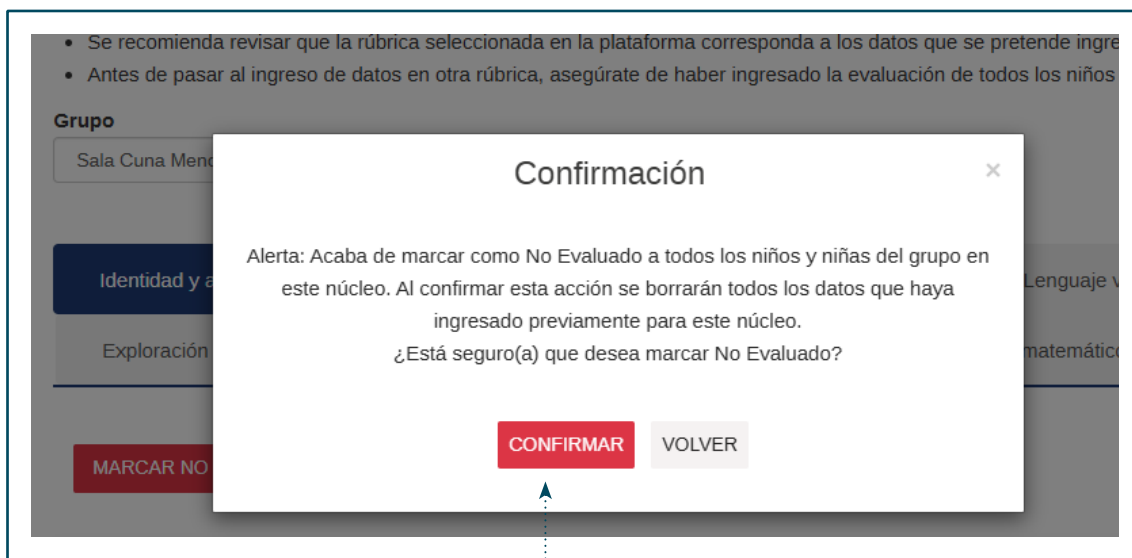 Se recomienda revisar que la rúbrica seleccionada en la plataforma corresponda a los datos que se pretende ingre
Antes de pasar al ingreso de datos en otra rúbrica, asegúrate de haber ingresado la evaluación de todos los niños
Grupo
Sala Cuna Meno
Confirmación
×
Alerta: Acaba de marcar como No Evaluado a todos los niños y niñas del grupo en
este núcleo. Al confirmar esta acción se borrarán todos los datos que haya
ingresado previamente para este núcleo.
¿Está seguro(a) que desea marcar No Evaluado?
Identidad y a
Lenguaje v
Exploración
matemático
CONFIRMAR
VOLVER
MARCAR NO